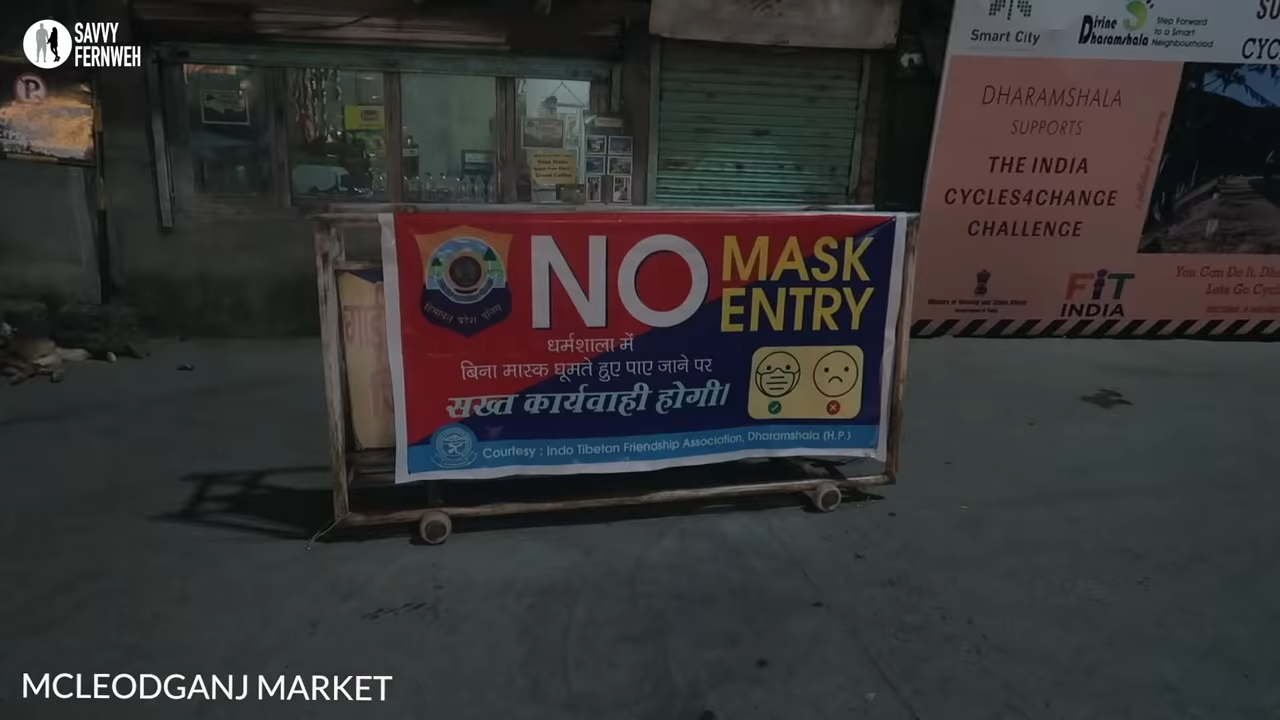 SAVVY
FERNWEH
P
Smart City
Divine
Dharamshala
Step Forward
to a Smart
Neighbourhood
DHARAMSHALA
SUPPORTS
THE INDIA
CYCLES4CHANGE
CHALLENGE
FIT
INDIA
You Can Do It,
Lets Go
NO
MASK
ENTRY
हिमाचल प्रदेश पुलिस
धर्मशाला में
बिना मास्क घूमते हुए पाए जाने पर
सख्त कार्यवाही होगी।
Courtesy : Indo Tibetan Friendship Association, Dharamshala (H.P.)
MCLEODGANJ MARKET